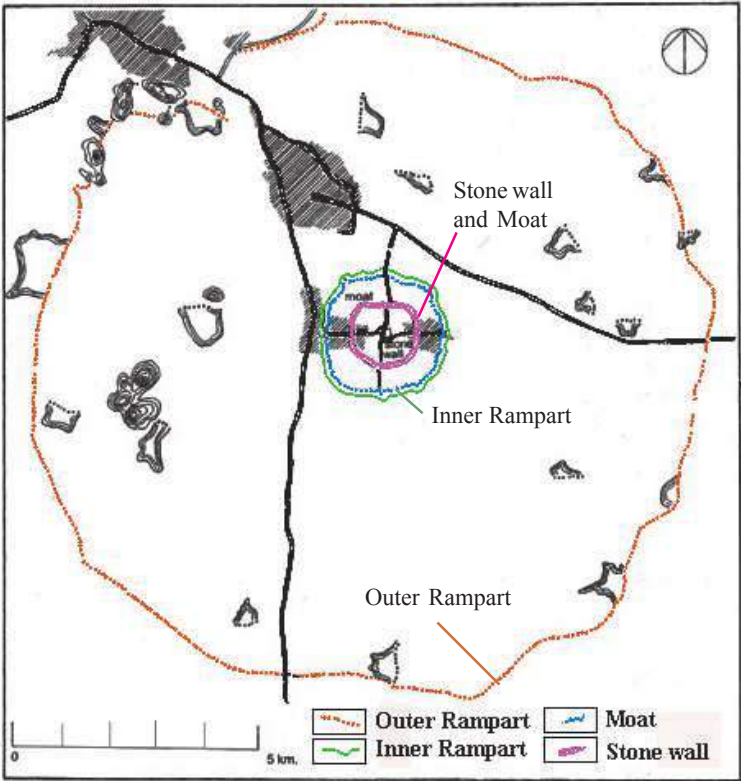 Stone wall
and Moat
moat
stone
wall
Inner Rampart
Outer Rampart
Outer Rampart
Moat
Inner Rampart
Stone wall
0
5 km.